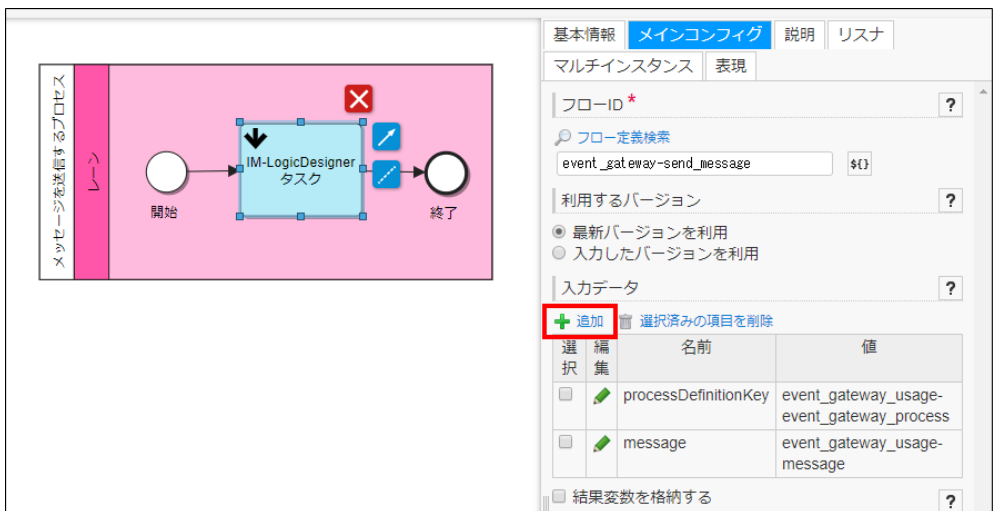 メッセージを送信するプロセス
レーン
開始
IM-LogicDesigner
タスク
終了
基本情報 メインコンフィグ 説明 リスナ
マルチインスタンス 表現
フローID * ?
フロー定義検索
event_gateway-send_message ${}
利用するバージョン ?
最新バージョンを利用
入力したバージョンを利用
入力データ ?
追加 選択済みの項目を削除
選択 編集 名前 値
processDefinitionKey event_gateway_usage-
event_gateway_process
message event_gateway_usage-
message
結果変数を格納する ?